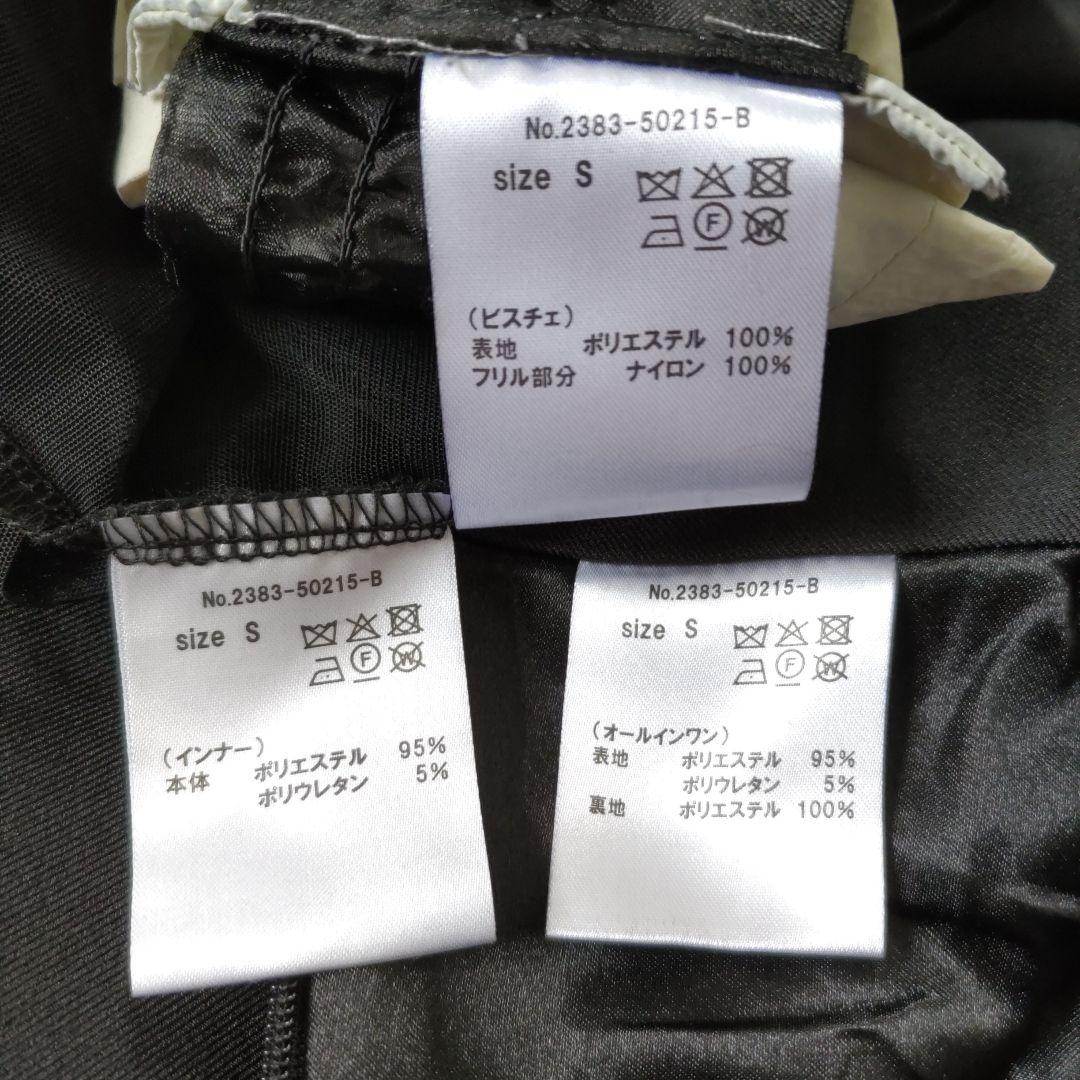 No.2383-50215-B
size S
F
W
(ビスチェ)
表地 ポリエステル 100%
フリル部分 ナイロン 100%
No.2383-50215-B
size S
F
W
(インナー)
本体 ポリエステル 95%
ポリウレタン 5%
No.2383-50215-B
size S
F
W
(オールインワン)
表地 ポリエステル 95%
ポリウレタン 5%
裏地 ポリエステル 100%